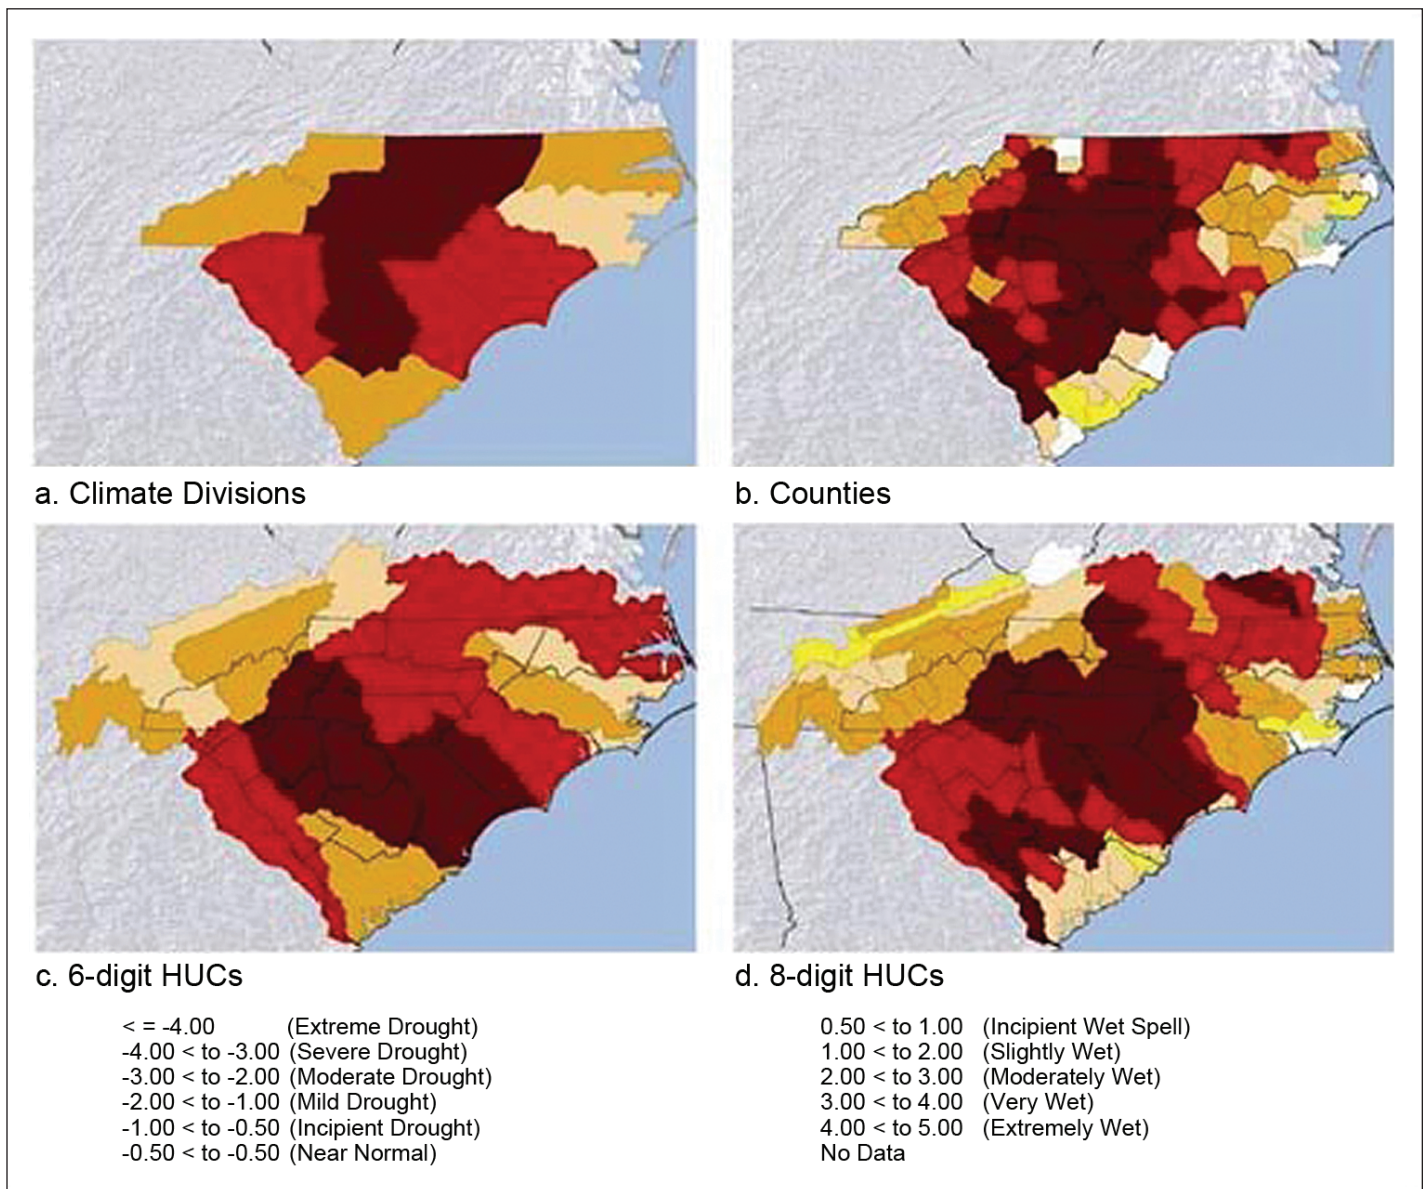 a. Climate Divisions
b. Counties
c. 6-digit HUCs
d. 8-digit HUCs
< = -4.00 (Extreme Drought)
-4.00 < to -3.00 (Severe Drought)
-3.00 < to -2.00 (Moderate Drought)
-2.00 < to -1.00 (Mild Drought)
-1.00 < to -0.50 (Incipient Drought)
-0.50 < to -0.50 (Near Normal)
0.50 < to 1.00 (Incipient Wet Spell)
1.00 < to 2.00 (Slightly Wet)
2.00 < to 3.00 (Moderately Wet)
3.00 < to 4.00 (Very Wet)
4.00 < to 5.00 (Extremely Wet)
No Data